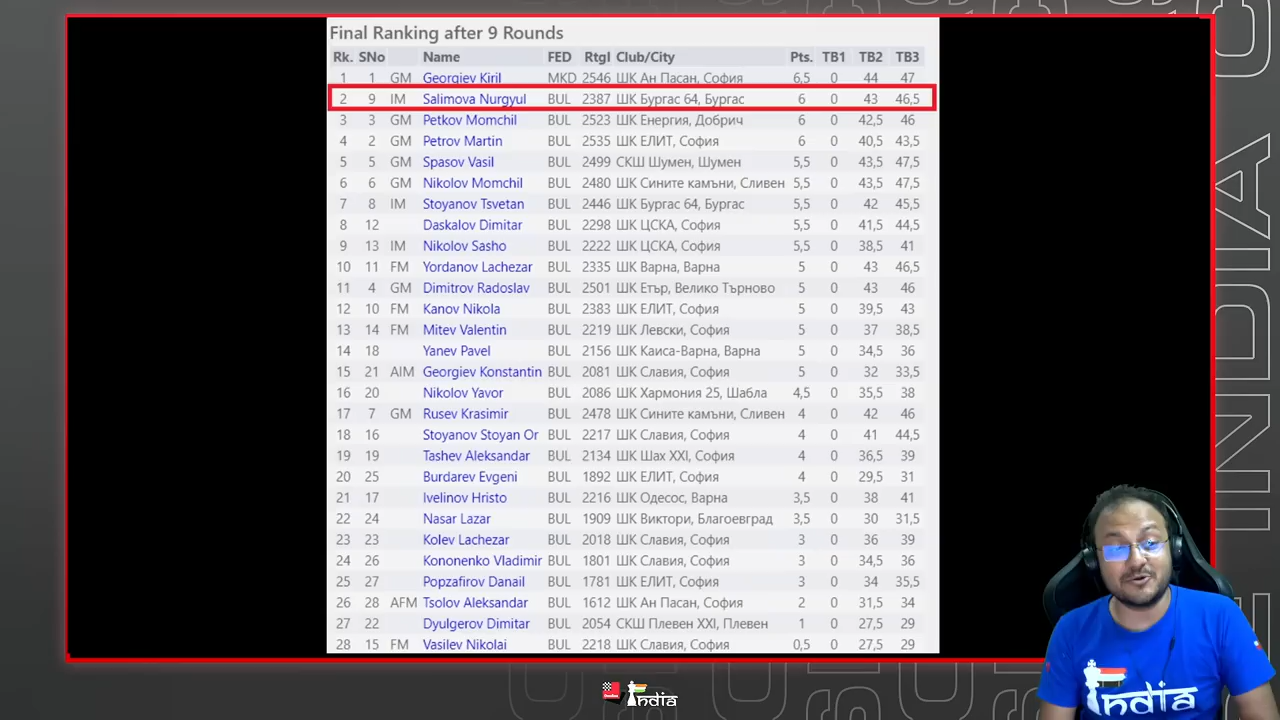 Final Ranking after 9 Rounds
Rk. SNo Name FED RtgI Club/City Pts. TB1 TB2 TB3
1 1 GM Georgiev Kiril MKD 2546 ШК Ан Пасан, София 6,5 0 44 47
2 9 IM Salimova Nurgyul BUL 2387 ШК Бургас 64, Бургас 6 0 43 46,5
3 3 GM Petkov Momchil BUL 2523 ШК Енергия, Добрич 6 0 42,5 46
4 2 GM Petrov Martin BUL 2535 ШК ЕЛИТ, София 6 0 40,5 43,5
5 5 GM Spasov Vasil BUL 2499 СКШ Шумен, Шумен 5,5 0 43,5 47,5
6 6 GM Nikolov Momchil BUL 2480 ШК Сините камъни, Сливен 5,5 0 43,5 47,5
7 8 IM Stoyanov Tsvetan BUL 2446 ШК Бургас 64, Бургас 5,5 0 42 45,5
8 12 Daskalov Dimitar BUL 2298 ШК ЦСКА, София 5,5 0 41,5 44,5
9 13 IM Nikolov Sasho BUL 2222 ШК ЦСКА, София 5,5 0 38,5 41
10 11 FM Yordanov Lachezar BUL 2335 ШК Варна, Варна 5 0 43 46,5
11 4 GM Dimitrov Radoslav BUL 2501 ШК Етър, Велико Търново 5 0 43 46
12 10 FM Kanov Nikola BUL 2383 ШК ЕЛИТ, София 5 0 39,5 43
13 14 FM Mitev Valentin BUL 2219 ШК Левски, София 5 0 37 38,5
14 18 Yanev Pavel BUL 2156 ШК Каиса-Варна, Варна 5 0 34,5 36
15 21 AIM Georgiev Konstantin BUL 2081 ШК Славия, София 5 0 32 33,5
16 20 Nikolov Yavor BUL 2086 ШК Хармония 25, Шабла 4,5 0 35,5 38
17 7 GM Rusev Krasimir BUL 2478 ШК Сините камъни, Сливен 4 0 42 46
18 16 Stoyanov Stoyan Or BUL 2217 ШК Славия, София 4 0 41 44,5
19 19 Tashev Aleksandar BUL 2134 ШК Шах XXI, София 4 0 36,5 39
20 25 Burdarev Evgeni BUL 1892 ШК ЕЛИТ, София 4 0 29,5 31
21 17 Ivelinov Hristo BUL 2216 ШК Одесос, Варна 3,5 0 38 41
22 24 Nasar Lazar BUL 1909 ШК Виктори, Благоевград 3,5 0 30 31,5
23 23 Kolev Lachezar BUL 2018 ШК Славия, София 3 0 36 39
24 26 Kononenko Vladimir BUL 1801 ШК Славия, София 3 0 34,5 36
25 27 Popzafirov Danail BUL 1781 ШК ЕЛИТ, София 3 0 34 35,5
26 28 AFM Tsolov Aleksandar BUL 1612 ШК Ан Пасан, София 2 0 31,5 34
27 22 Dyulgerov Dimitar BUL 2054 СКШ Плевен XXI, Плевен 1 0 27,5 29
28 15 FM Vasilev Nikolai BUL 2218 ШК Славия, София 0,5 0 27,5 29
India
India
INDIA